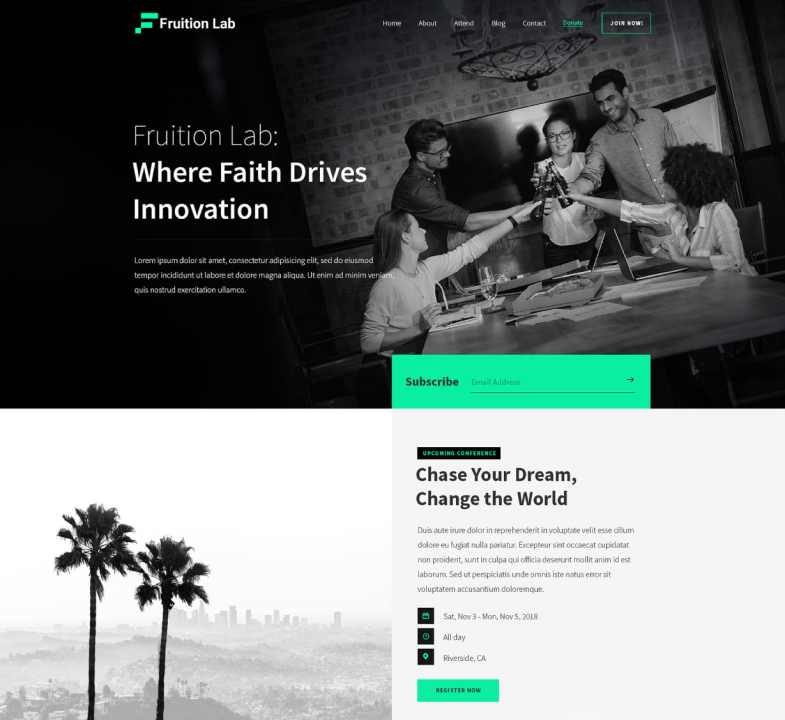 Fruition Lab
Home About Attend Blog Contact Donate JOIN NOW!
Fruition Lab:
Where Faith Drives
Innovation
Lorem ipsum dolor sit amet, consectetur adipisicing elit, sed do eiusmod
tempor incididunt ut labore et dolore magna aliqua. Ut enim ad minim veniam,
quis nostrud exercitation ullamco.
Subscribe Email Address
UPCOMING CONFERENCE
Chase Your Dream,
Change the World
Duis aute irure dolor in reprehenderit in voluptate velit esse cillum
dolore eu fugiat nulla pariatur. Excepteur sint occaecat cupidatat
non proident, sunt in culpa qui officia deserunt mollit anim id est
laborum. Sed ut perspiciatis unde omnis iste natus error sit
voluptatem accusantium doloremque.
Sat, Nov 3 - Mon, Nov 5, 2018
All day
Riverside, CA
REGISTER NOW